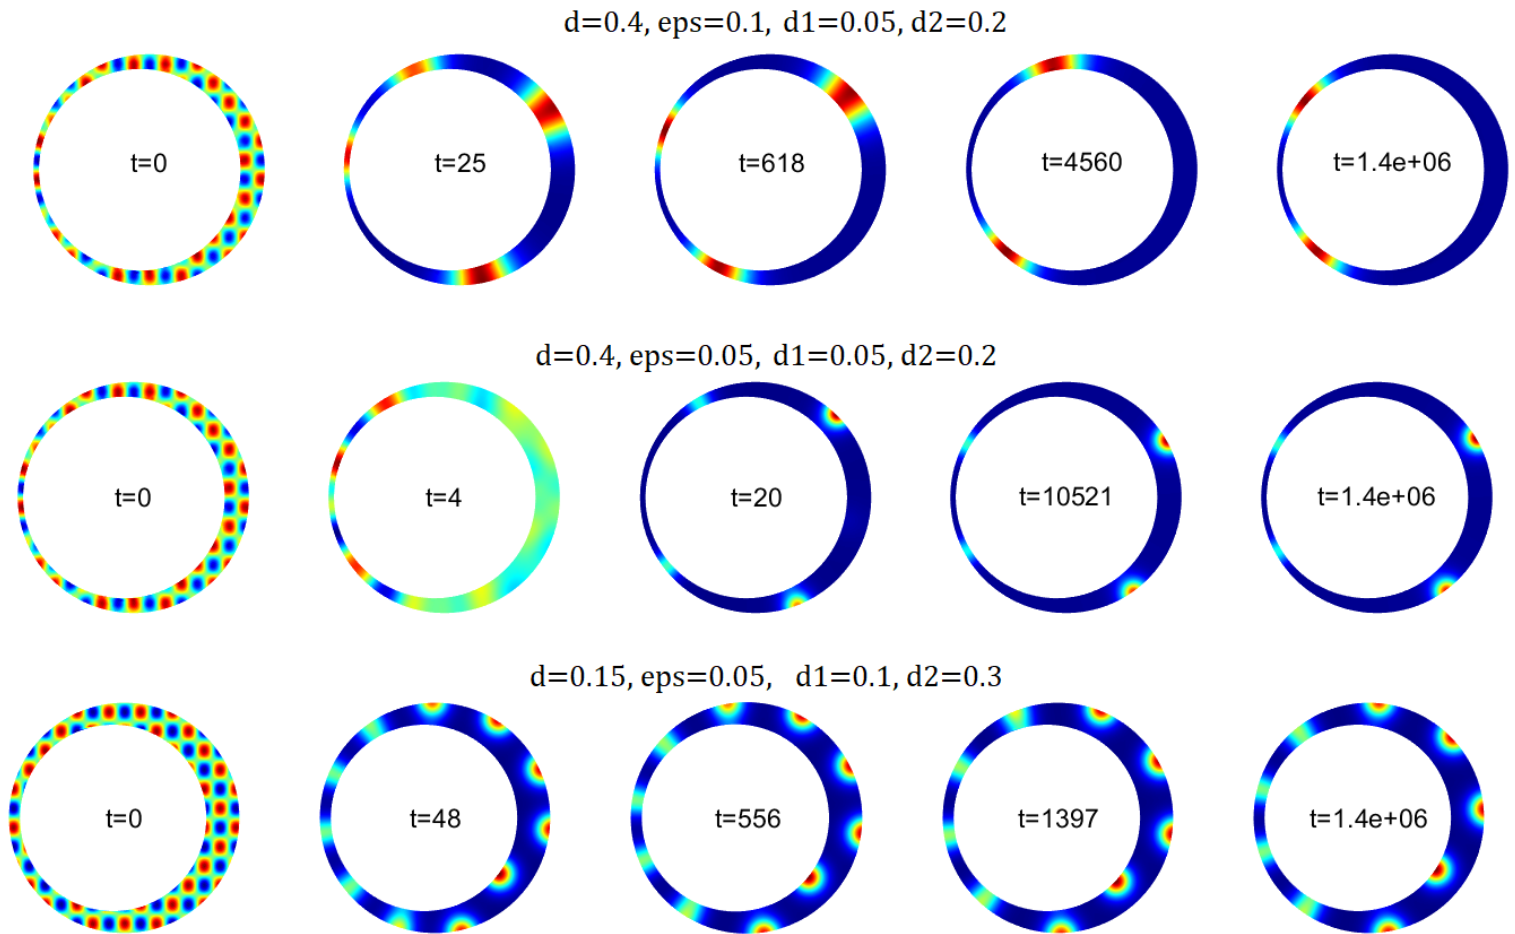 d=0.4, eps=0.1, d1=0.05, d2=0.2
t=0 t=25 t=618 t=4560 t=1.4e+06
d=0.4, eps=0.05, d1=0.05, d2=0.2
t=0 t=4 t=20 t=10521 t=1.4e+06
d=0.15, eps=0.05, d1=0.1, d2=0.3
t=0 t=48 t=556 t=1397 t=1.4e+06